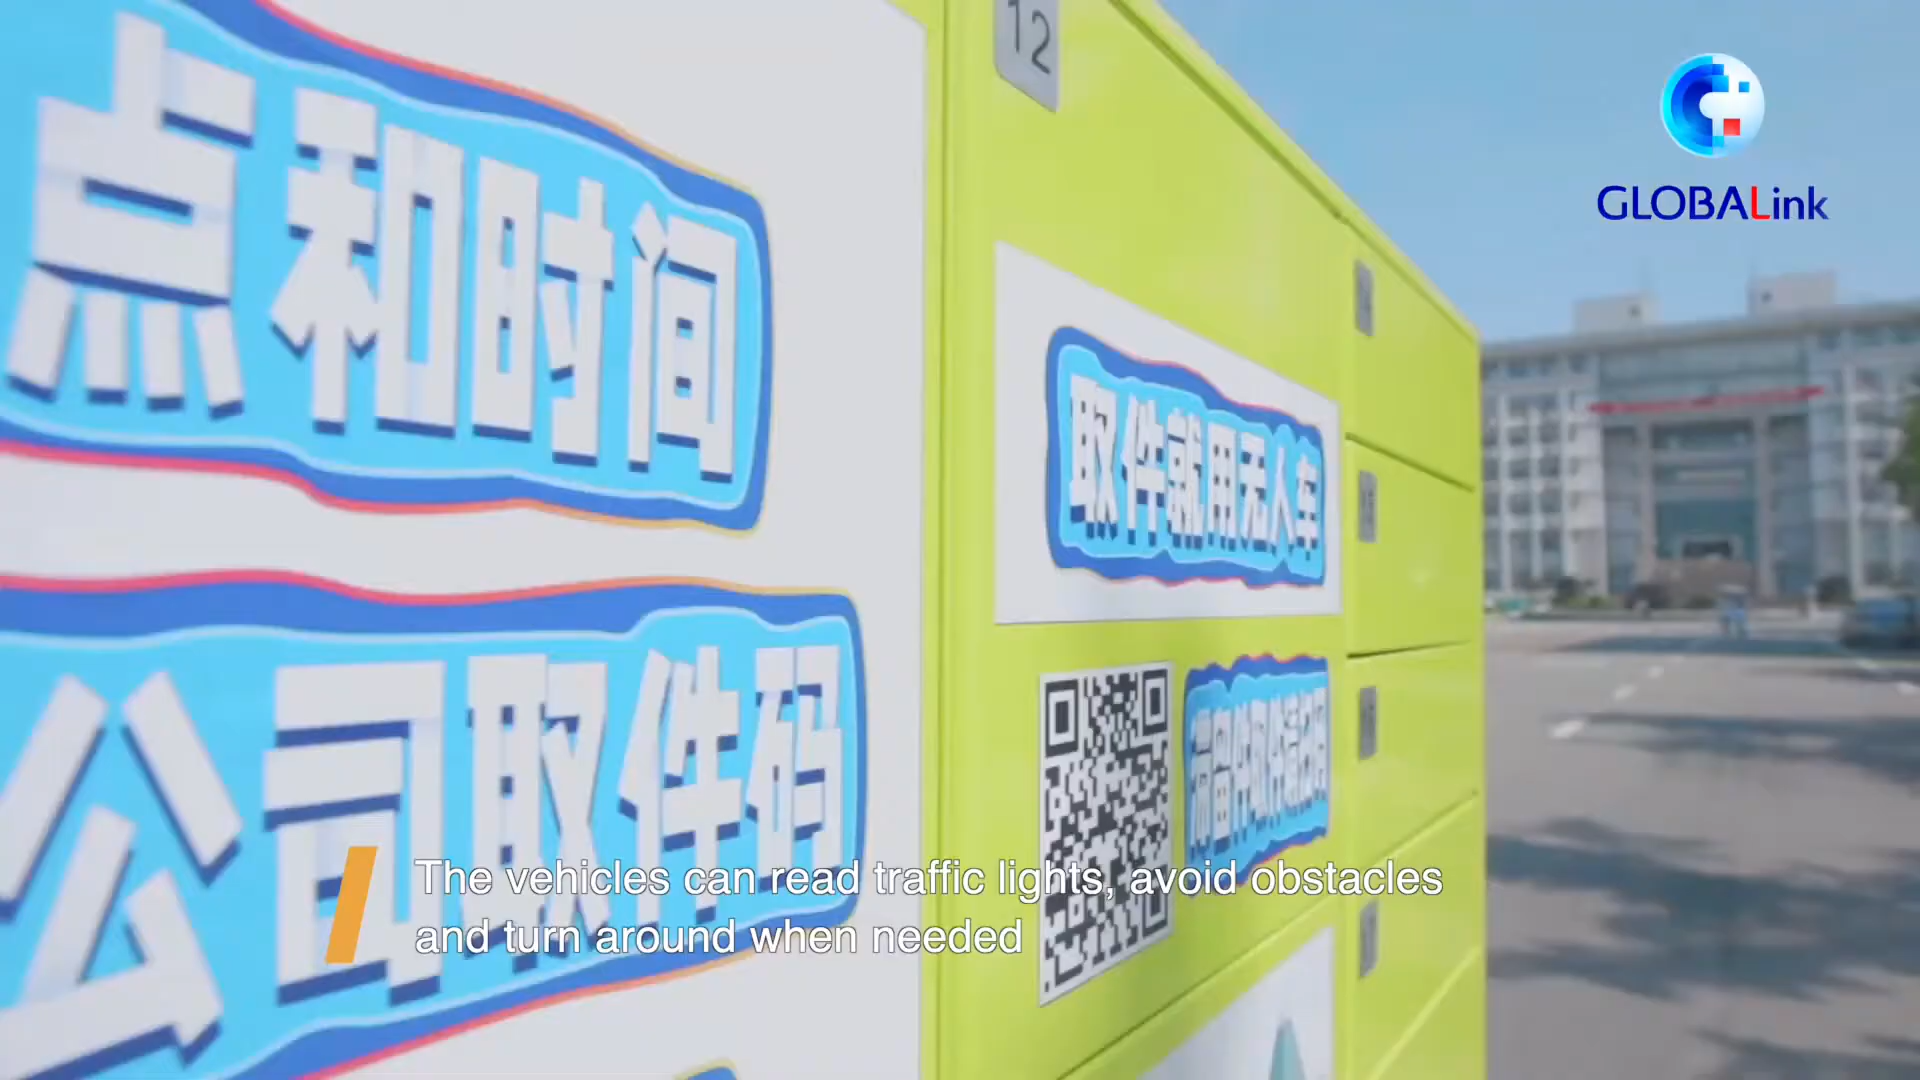 12
GLOBALink
点和时间
取件就用无人车
公司取件码
The vehicles can read traffic lights, avoid obstacles
and turn around when needed